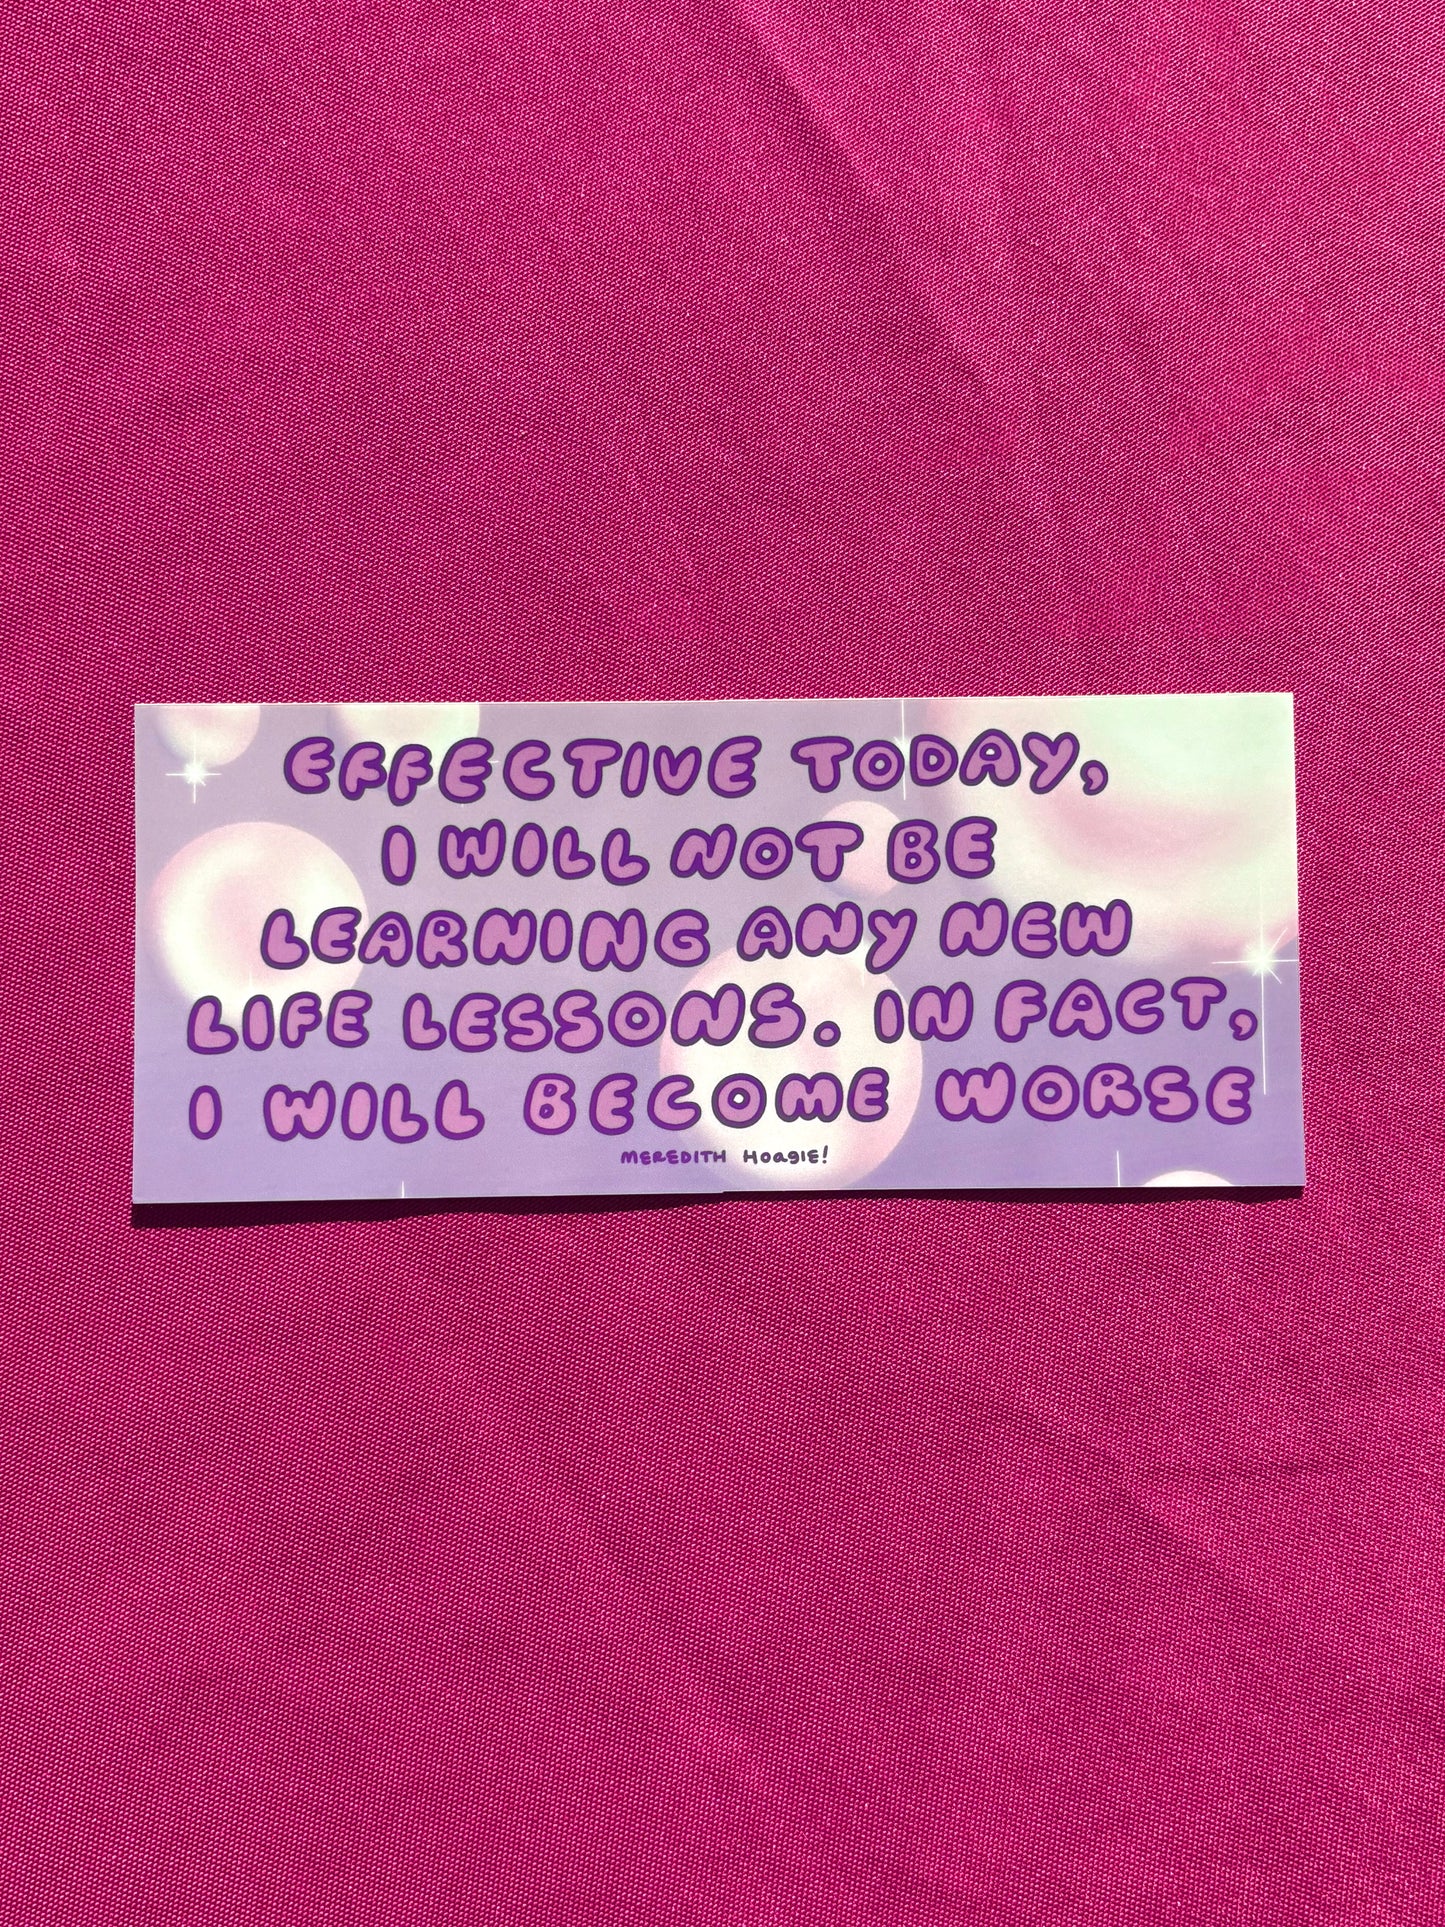 EFFECTIVE TODAY,
I WILL NOT BE
LEARNING ANY NEW
LIFE LESSONS. IN FACT,
I WILL BECOME WORSE
MEREDITH HOAGIE!